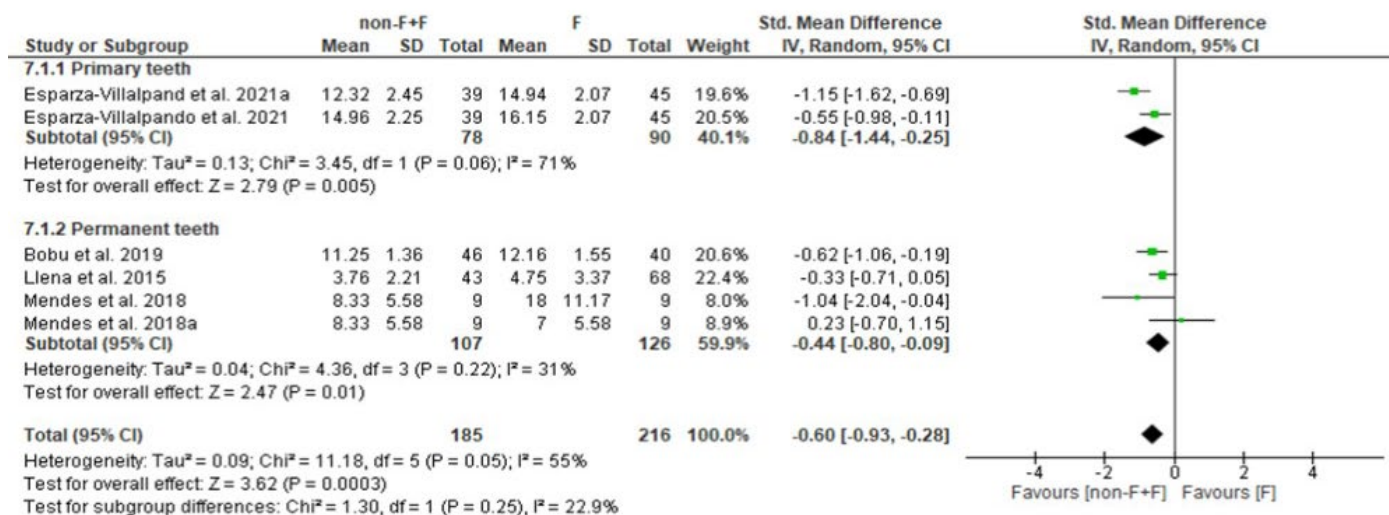 non-F+F F Std. Mean Difference Std. Mean Difference
Study or Subgroup Mean SD Total Mean SD Total Weight IV, Random, 95% CI IV, Random, 95% CI
7.1.1 Primary teeth
Esparza-Villalpand et al. 2021a 12.32 2.45 39 14.94 2.07 45 19.6% -1.15 [-1.62, -0.69]
Esparza-Villalpando et al. 2021 14.96 2.25 39 16.15 2.07 45 20.5% -0.55 [-0.98, -0.11]
Subtotal (95% CI) 78 90 40.1% -0.84 [-1.44, -0.25]
Heterogeneity: Tau² = 0.13; Chi² = 3.45, df = 1 (P = 0.06); I² = 71%
Test for overall effect: Z = 2.79 (P = 0.005)
7.1.2 Permanent teeth
Bobu et al. 2019 11.25 1.36 46 12.16 1.55 40 20.6% -0.62 [-1.06, -0.19]
Llena et al. 2015 3.76 2.21 43 4.75 3.37 68 22.4% -0.33 [-0.71, 0.05]
Mendes et al. 2018 8.33 5.58 9 18 11.17 9 8.0% -1.04 [-2.04, -0.04]
Mendes et al. 2018a 8.33 5.58 9 7 5.58 9 8.9% 0.23 [-0.70, 1.15]
Subtotal (95% CI) 107 126 59.9% -0.44 [-0.80, -0.09]
Heterogeneity: Tau² = 0.04; Chi² = 4.36, df = 3 (P = 0.22); I² = 31%
Test for overall effect: Z = 2.47 (P = 0.01)
Total (95% CI) 185 216 100.0% -0.60 [-0.93, -0.28]
Heterogeneity: Tau² = 0.09; Chi² = 11.18, df = 5 (P = 0.05); I² = 55%
Test for overall effect: Z = 3.62 (P = 0.0003)
Test for subgroup differences: Chi² = 1.30, df = 1 (P = 0.25), I² = 22.9%
-4 -2 0 2 4
Favours [non-F+F] Favours [F]